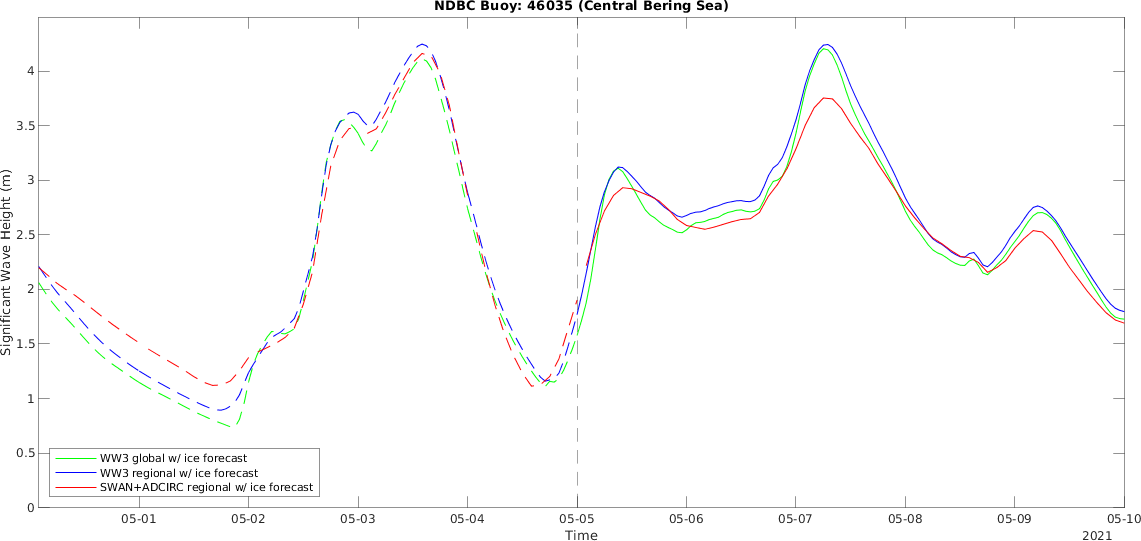 NDBC Buoy: 46035 (Central Bering Sea)
Significant Wave Height (m)
4
3.5
3
2.5
2
1.5
1
0.5
0
WW3 global w/ ice forecast
WW3 regional w/ ice forecast
SWAN+ADCIRC regional w/ ice forecast
05-01 05-02 05-03 05-04 05-05 05-06 05-07 05-08 05-09 05-10
Time
2021